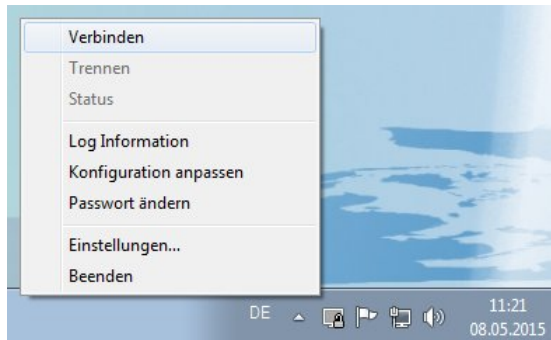 Verbinden
Trennen
Status
Log Information
Konfiguration anpassen
Passwort ändern
Einstellungen...
Beenden
DE
11:21
08.05.2015